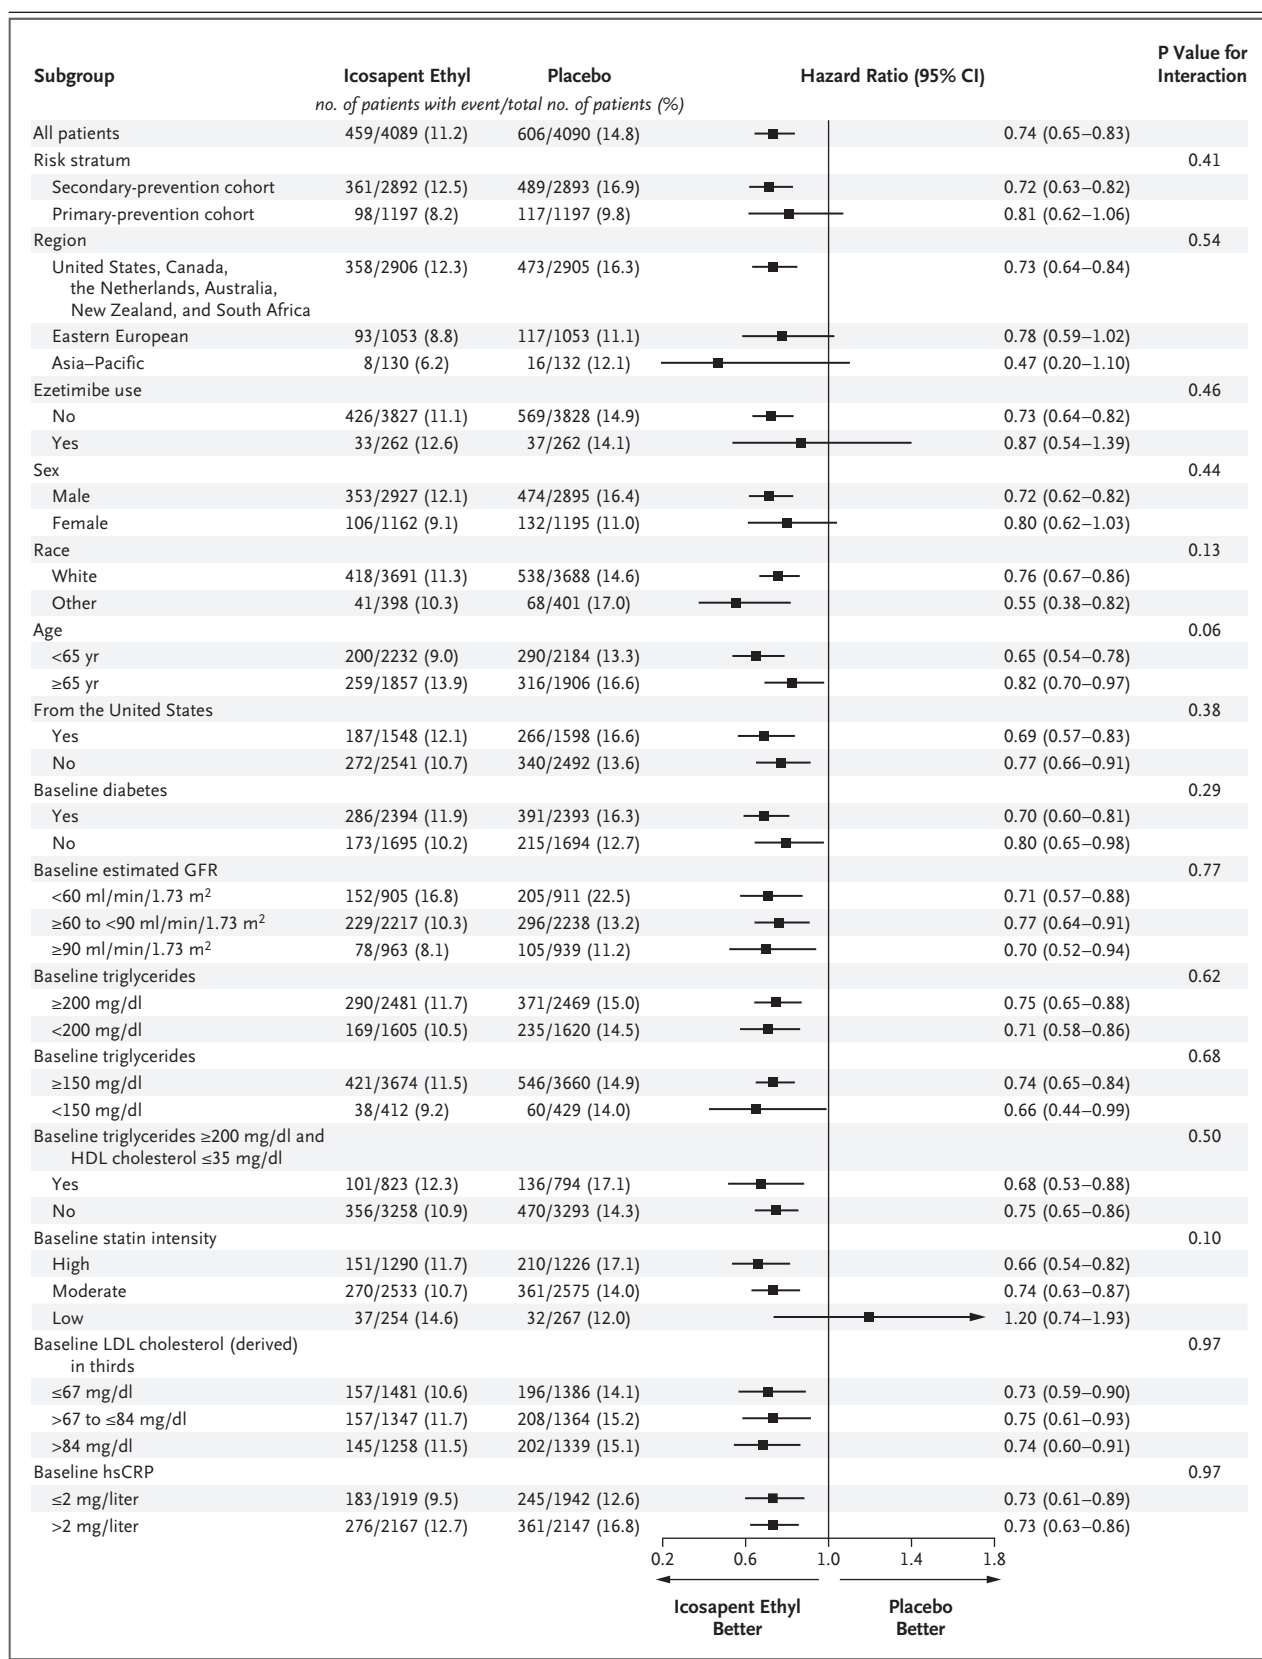 Subgroup Icosapent Ethyl Placebo Hazard Ratio (95% CI) P Value for Interaction
no. of patients with event/total no. of patients (%)
All patients 459/4089 (11.2) 606/4090 (14.8) 0.74 (0.65–0.83)
Risk stratum 0.41
Secondary-prevention cohort 361/2892 (12.5) 489/2893 (16.9) 0.72 (0.63–0.82)
Primary-prevention cohort 98/1197 (8.2) 117/1197 (9.8) 0.81 (0.62–1.06)
Region 0.54
United States, Canada, 358/2906 (12.3) 473/2905 (16.3) 0.73 (0.64–0.84)
the Netherlands, Australia,
New Zealand, and South Africa
Eastern European 93/1053 (8.8) 117/1053 (11.1) 0.78 (0.59–1.02)
Asia–Pacific 8/130 (6.2) 16/132 (12.1) 0.47 (0.20–1.10)
Ezetimibe use 0.46
No 426/3827 (11.1) 569/3828 (14.9) 0.73 (0.64–0.82)
Yes 33/262 (12.6) 37/262 (14.1) 0.87 (0.54–1.39)
Sex 0.44
Male 353/2927 (12.1) 474/2895 (16.4) 0.72 (0.62–0.82)
Female 106/1162 (9.1) 132/1195 (11.0) 0.80 (0.62–1.03)
Race 0.13
White 418/3691 (11.3) 538/3688 (14.6) 0.76 (0.67–0.86)
Other 41/398 (10.3) 68/401 (17.0) 0.55 (0.38–0.82)
Age 0.06
<65 yr 200/2232 (9.0) 290/2184 (13.3) 0.65 (0.54–0.78)
≥65 yr 259/1857 (13.9) 316/1906 (16.6) 0.82 (0.70–0.97)
From the United States 0.38
Yes 187/1548 (12.1) 266/1598 (16.6) 0.69 (0.57–0.83)
No 272/2541 (10.7) 340/2492 (13.6) 0.77 (0.66–0.91)
Baseline diabetes 0.29
Yes 286/2394 (11.9) 391/2393 (16.3) 0.70 (0.60–0.81)
No 173/1695 (10.2) 215/1694 (12.7) 0.80 (0.65–0.98)
Baseline estimated GFR 0.77
<60 ml/min/1.73 m² 152/905 (16.8) 205/911 (22.5) 0.71 (0.57–0.88)
≥60 to <90 ml/min/1.73 m² 229/2217 (10.3) 296/2238 (13.2) 0.77 (0.64–0.91)
≥90 ml/min/1.73 m² 78/963 (8.1) 105/939 (11.2) 0.70 (0.52–0.94)
Baseline triglycerides 0.62
≥200 mg/dl 290/2481 (11.7) 371/2469 (15.0) 0.75 (0.65–0.88)
<200 mg/dl 169/1605 (10.5) 235/1620 (14.5) 0.71 (0.58–0.86)
Baseline triglycerides 0.68
≥150 mg/dl 421/3674 (11.5) 546/3660 (14.9) 0.74 (0.65–0.84)
<150 mg/dl 38/412 (9.2) 60/429 (14.0) 0.66 (0.44–0.99)
Baseline triglycerides ≥200 mg/dl and 0.50
HDL cholesterol ≤35 mg/dl
Yes 101/823 (12.3) 136/794 (17.1) 0.68 (0.53–0.88)
No 356/3258 (10.9) 470/3293 (14.3) 0.75 (0.65–0.86)
Baseline statin intensity 0.10
High 151/1290 (11.7) 210/1226 (17.1) 0.66 (0.54–0.82)
Moderate 270/2533 (10.7) 361/2575 (14.0) 0.74 (0.63–0.87)
Low 37/254 (14.6) 32/267 (12.0) 1.20 (0.74–1.93)
Baseline LDL cholesterol (derived) 0.97
in thirds
≤67 mg/dl 157/1481 (10.6) 196/1386 (14.1) 0.73 (0.59–0.90)
>67 to ≤84 mg/dl 157/1347 (11.7) 208/1364 (15.2) 0.75 (0.61–0.93)
>84 mg/dl 145/1258 (11.5) 202/1339 (15.1) 0.74 (0.60–0.91)
Baseline hsCRP 0.97
≤2 mg/liter 183/1919 (9.5) 245/1942 (12.6) 0.73 (0.61–0.89)
>2 mg/liter 276/2167 (12.7) 361/2147 (16.8) 0.73 (0.63–0.86)
0.2 0.6 1.0 1.4 1.8
Icosapent Ethyl Placebo
Better Better